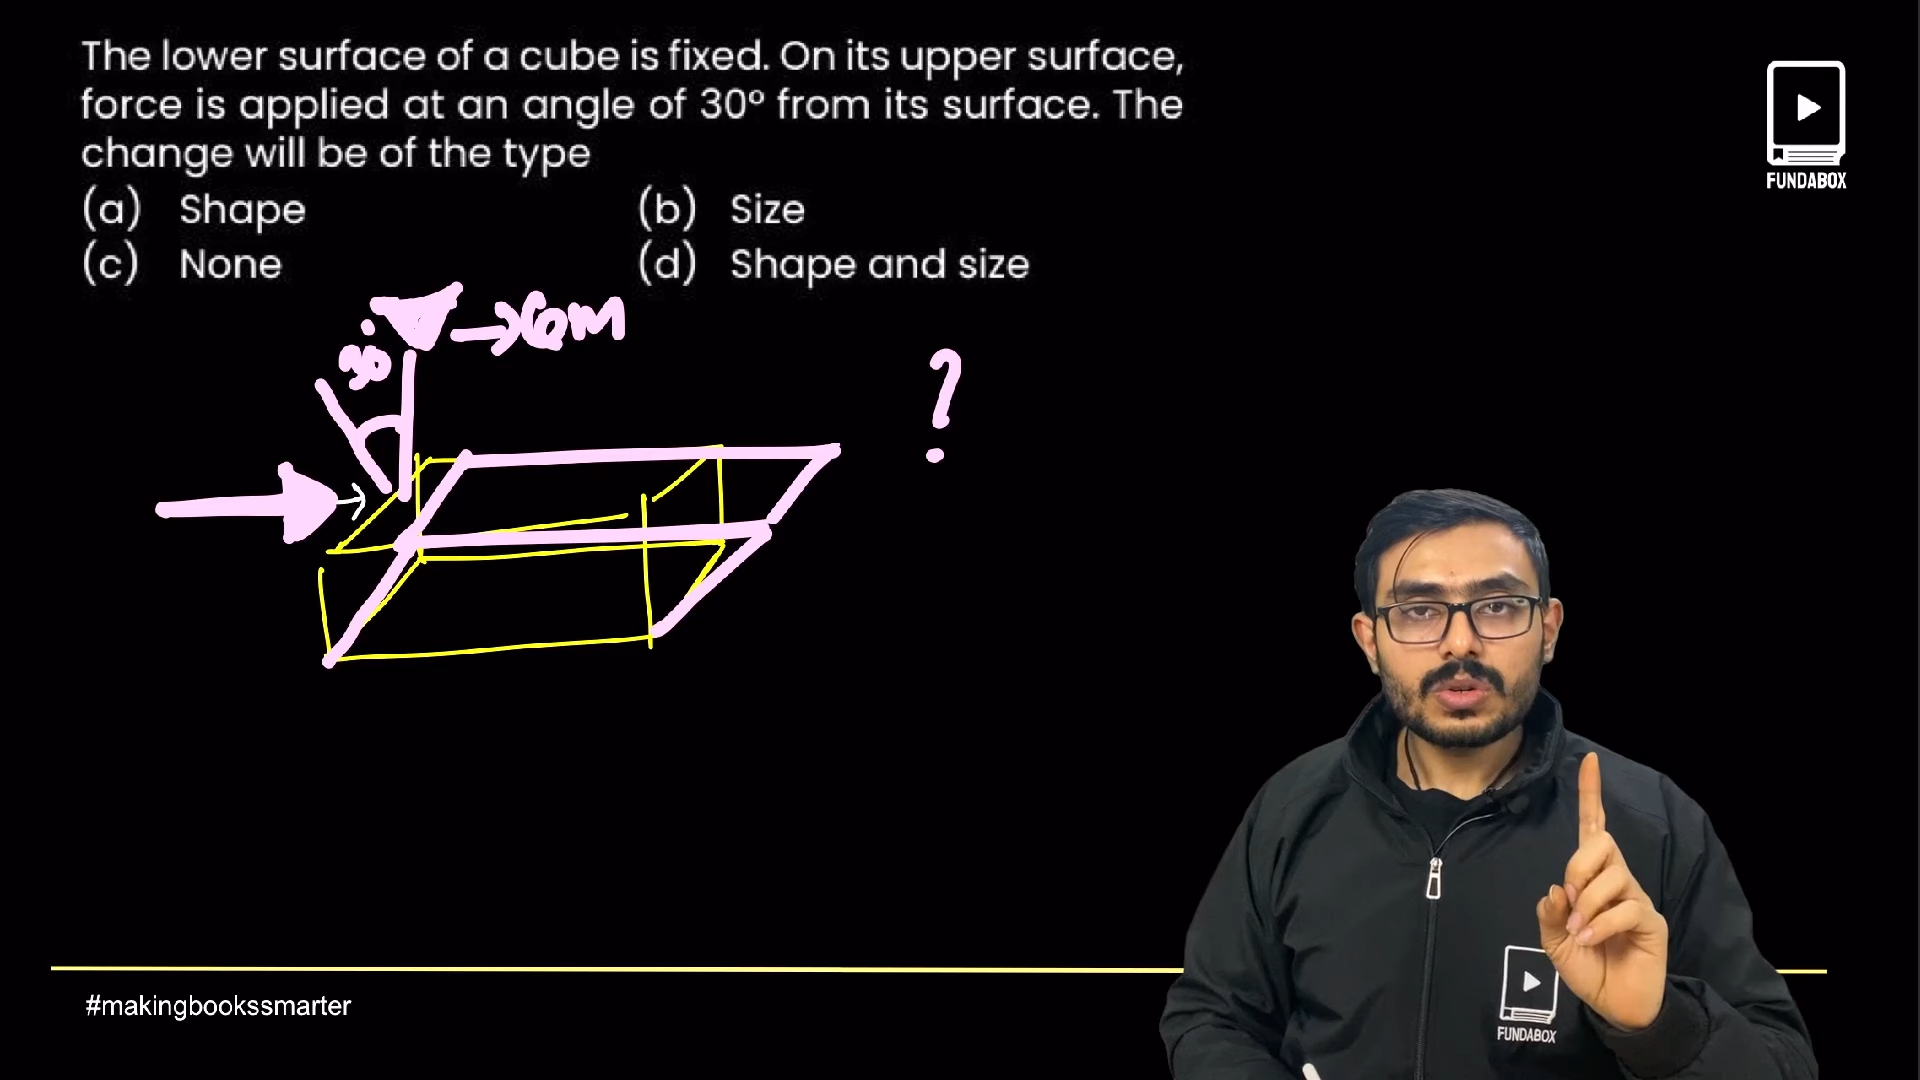 The lower surface of a cube is fixed. On its upper surface,
force is applied at an angle of 30° from its surface. The
change will be of the type
(a) Shape (b) Size
(c) None (d) Shape and size
30°
?
FUNDABOX
FUNDABOX
#makingbookssmarter